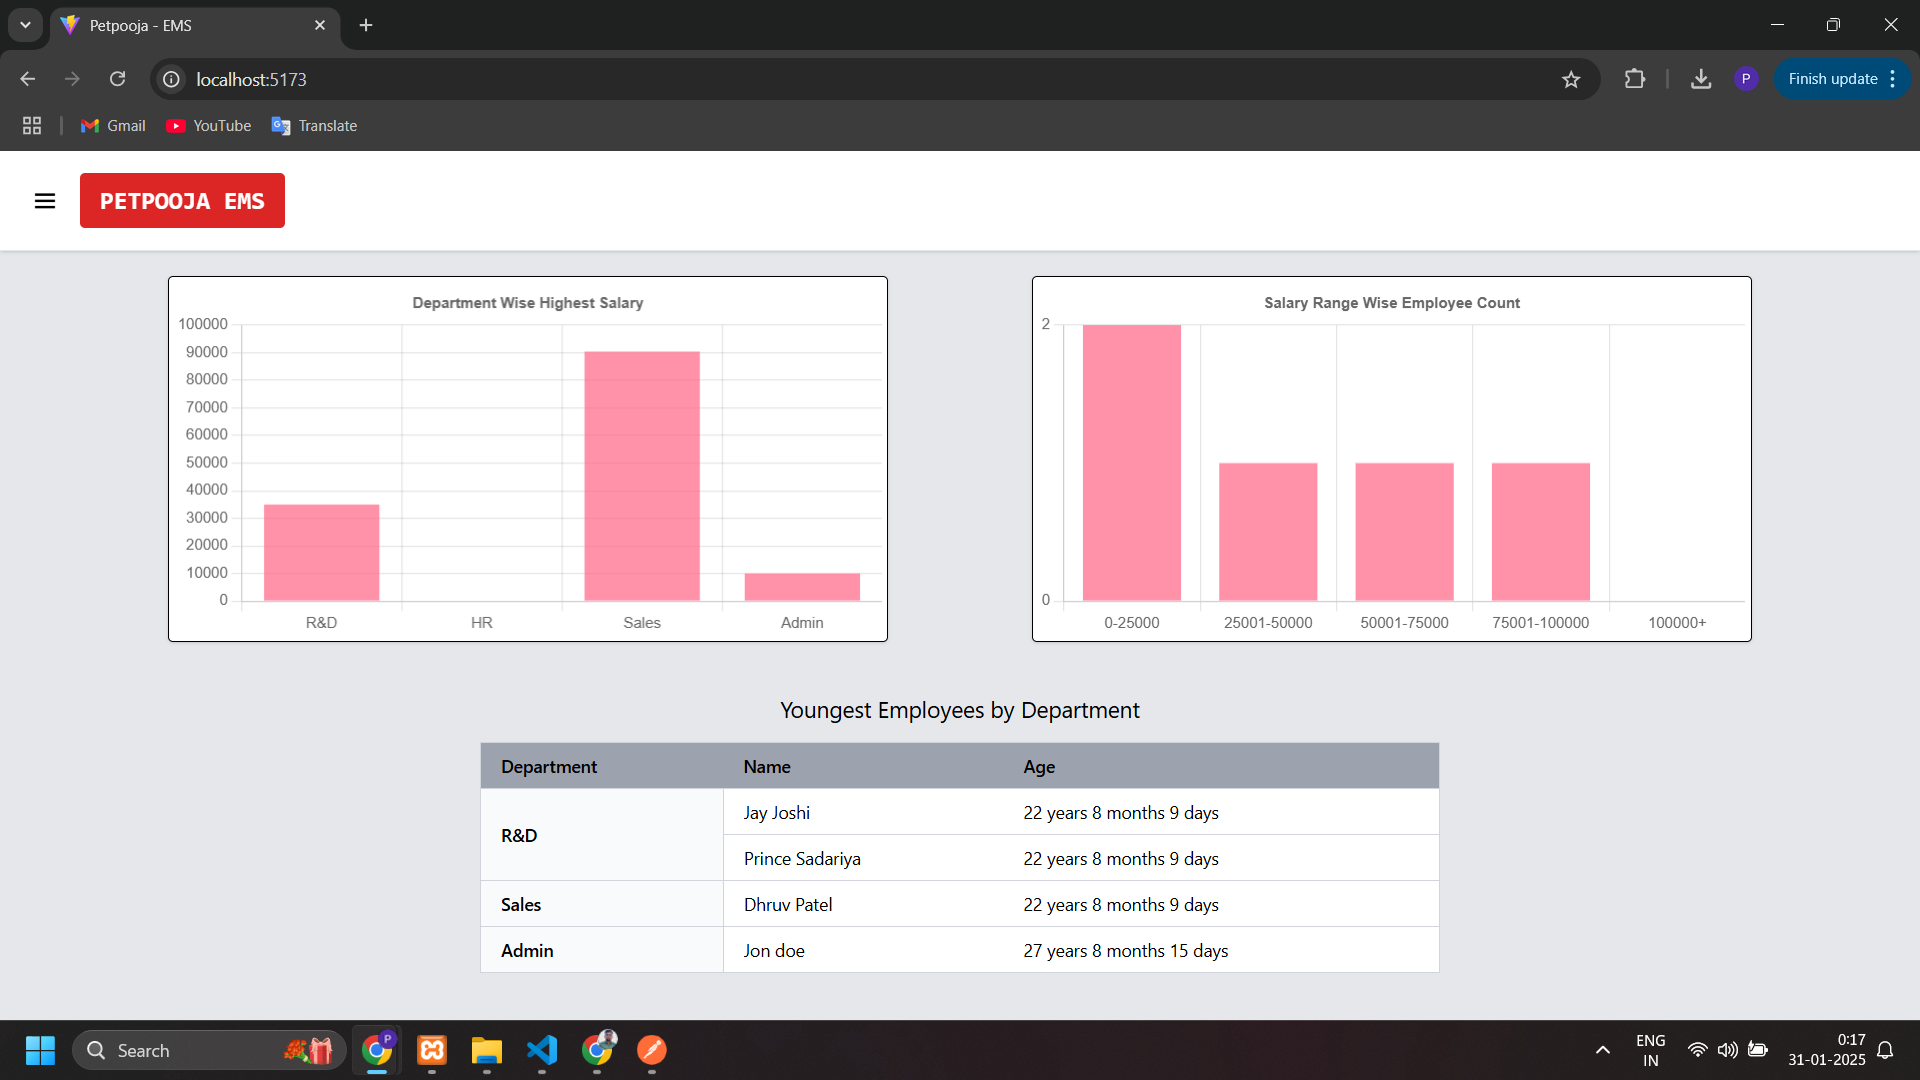 Petpooja - EMS
localhost:5173
P
Finish update
Gmail
YouTube
Translate
PETPOOJA EMS
Department Wise Highest Salary
100000
90000
80000
70000
60000
50000
40000
30000
20000
10000
0
R&D HR Sales Admin
Salary Range Wise Employee Count
2
0
0-25000 25001-50000 50001-75000 75001-100000 100000+
Youngest Employees by Department
Department Name Age
R&D
Jay Joshi 22 years 8 months 9 days
Prince Sadariya 22 years 8 months 9 days
Sales Dhruv Patel 22 years 8 months 9 days
Admin Jon doe 27 years 8 months 15 days
Search
P
ENG
IN
0:17
31-01-2025